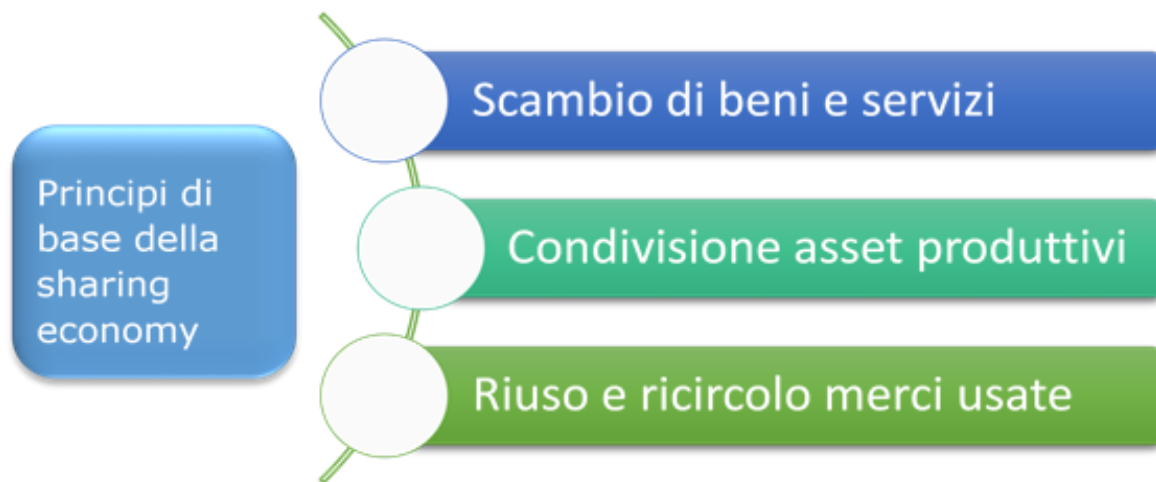 Principi di
base della
sharing
economy
Scambio di beni e servizi
Condivisione asset produttivi
Riuso e ricircolo merci usate